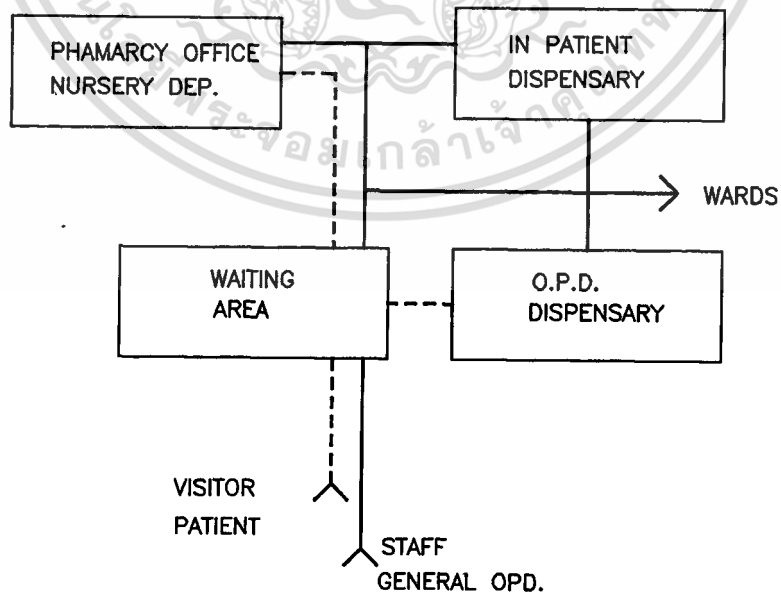 PHAMARCY OFFICE
NURSERY DEP.
IN PATIENT
DISPENSARY
WARDS
WAITING
AREA
O.P.D.
DISPENSARY
VISITOR
PATIENT
STAFF
GENERAL OPD.